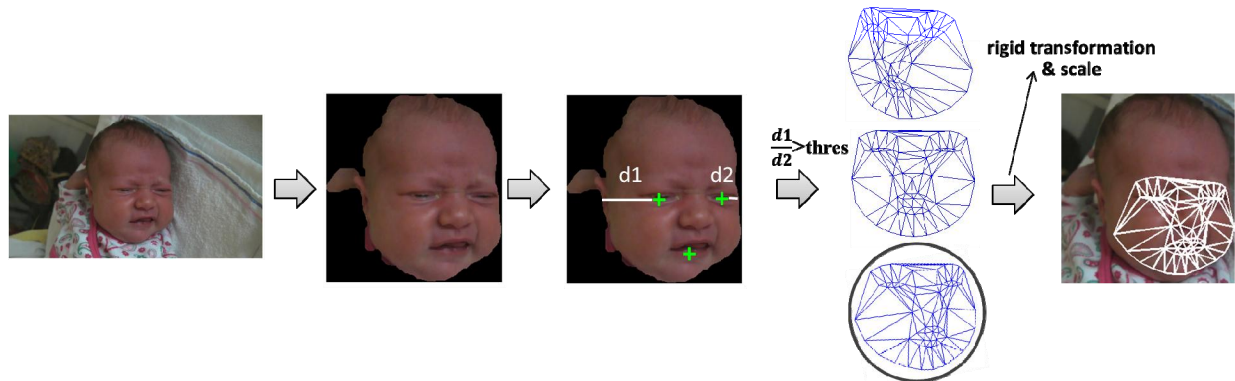 d1
d2
d1
d2
>thres
rigid transformation
& scale